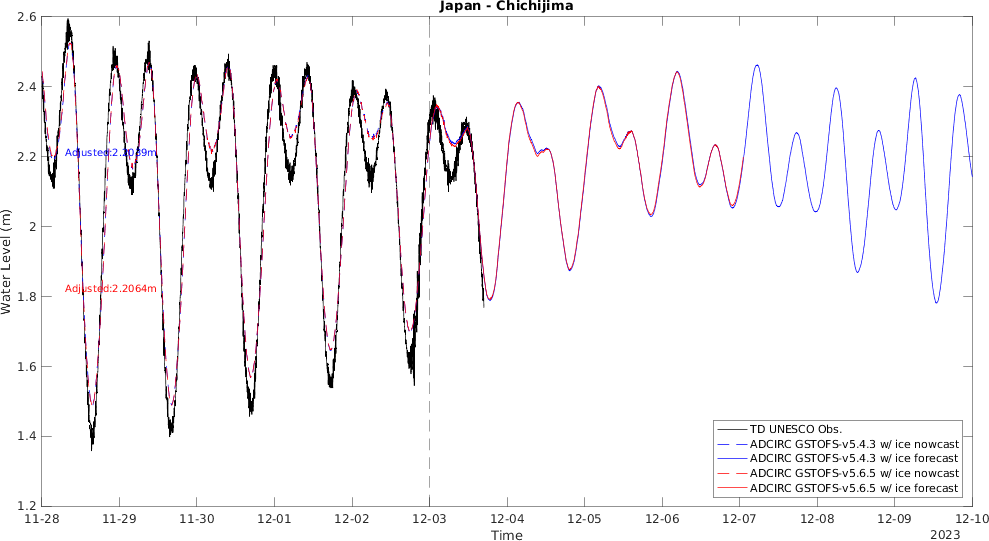 Japan - Chichijima
2.6
2.4
2.2
2
1.8
1.6
1.4
1.2
Water Level (m)
Adjusted:2.2039m
Adjusted:2.2064m
TD UNESCO Obs.
ADCIRC GSTOFS-v5.4.3 w/ ice nowcast
ADCIRC GSTOFS-v5.4.3 w/ ice forecast
ADCIRC GSTOFS-v5.6.5 w/ ice nowcast
ADCIRC GSTOFS-v5.6.5 w/ ice forecast
11-28 11-29 11-30 12-01 12-02 12-03 12-04 12-05 12-06 12-07 12-08 12-09 12-10
Time
2023